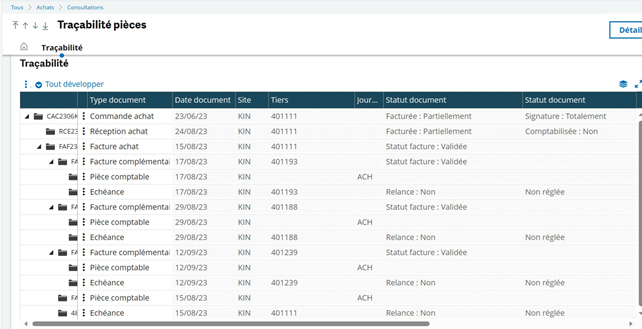 Tous > Achats > Consultations
Traçabilité pièces
Détail
Traçabilité
Traçabilité
Tout développer
Type document Date document Site Tiers Jour... Statut document Statut document
CAC2306K Commande achat 23/06/23 KIN 401111 Facturée : Partiellement Signature : Totalement
RCE23 Réception achat 24/08/23 KIN 401111 Facturée : Partiellement Comptabilisée : Non
FAF23 Facture achat 15/08/23 KIN 401111 Statut facture : Validée
FA Facture complémentai 17/08/23 KIN 401193 Statut facture : Validée
Pièce comptable 17/08/23 KIN ACH
Echéance 17/08/23 KIN 401193 Relance : Non Non réglée
FA Facture complémentai 29/08/23 KIN 401188 Statut facture : Validée
Pièce comptable 29/08/23 KIN ACH
Echéance 29/08/23 KIN 401188 Relance : Non Non réglée
FA Facture complémentai 12/09/23 KIN 401239 Statut facture : Validée
Pièce comptable 12/09/23 KIN ACH
Echéance 12/09/23 KIN 401239 Relance : Non Non réglée
FA Pièce comptable 15/08/23 KIN ACH
48 Echéance 15/08/23 KIN 401111 Relance : Non Non réglée